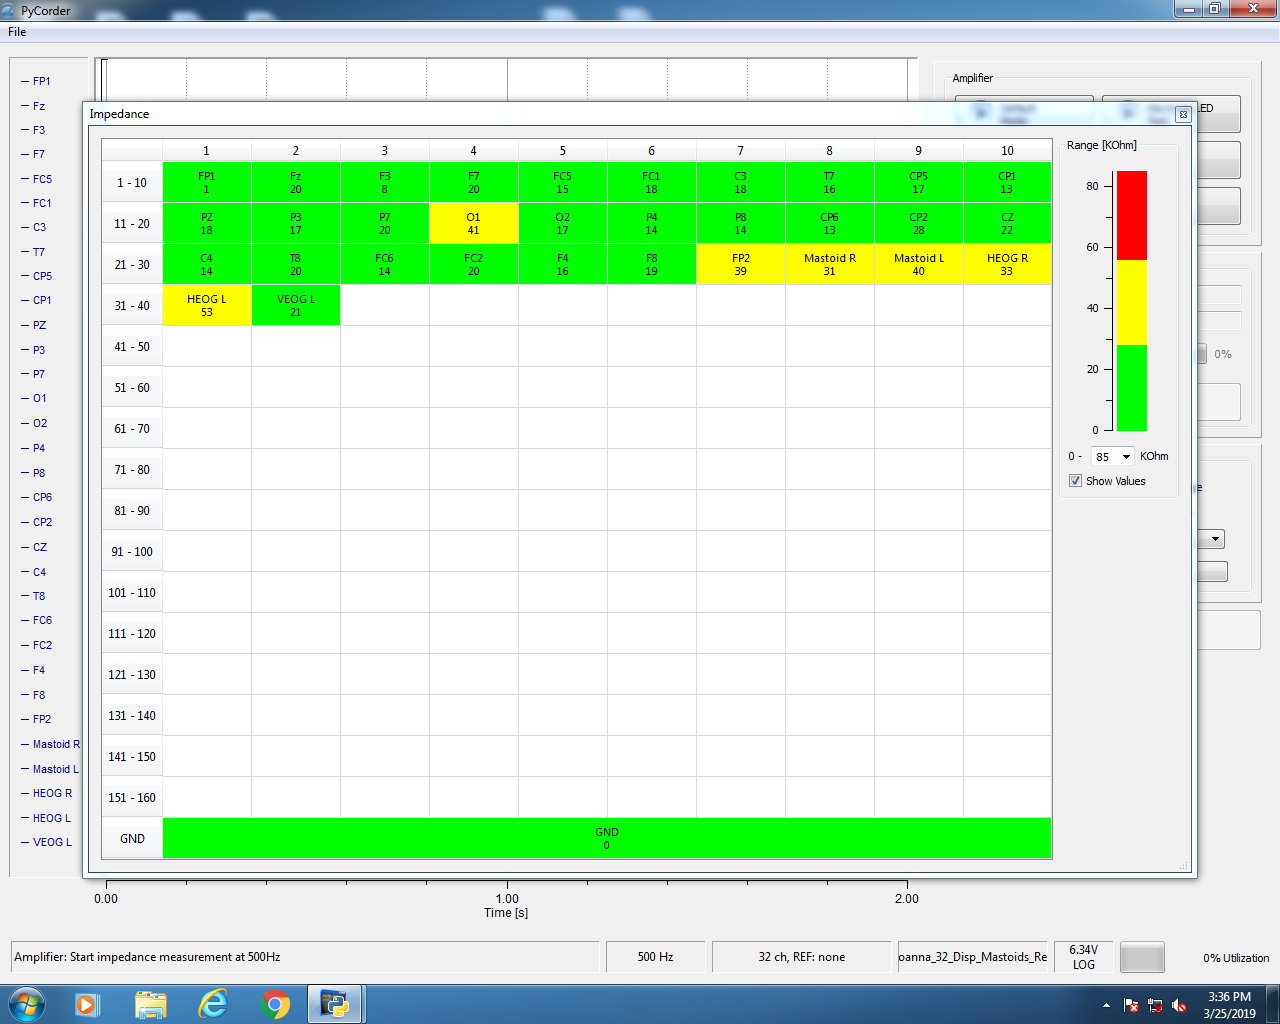 PyCorder
File
FP1
Fz
F3
F7
FC5
FC1
C3
T7
CP5
CP1
PZ
P3
P7
O1
O2
P4
P8
CP6
CP2
CZ
C4
T8
FC6
FC2
F4
F8
FP2
Mastoid R
Mastoid L
HEOG R
HEOG L
VEOG L
Amplifier
LED
Impedance
1 2 3 4 5 6 7 8 9 10
1 - 10 FP1 Fz F3 F7 FC5 FC1 C3 T7 CP5 CP1
1 20 8 20 15 18 18 16 17 13
11 - 20 PZ P3 P7 O1 O2 P4 P8 CP6 CP2 CZ
18 17 20 41 17 14 14 13 28 22
21 - 30 C4 T8 FC6 FC2 F4 F8 FP2 Mastoid R Mastoid L HEOG R
14 20 14 20 16 19 39 31 40 33
31 - 40 HEOG L VEOG L
53 21
41 - 50
51 - 60
61 - 70
71 - 80
81 - 90
91 - 100
101 - 110
111 - 120
121 - 130
131 - 140
141 - 150
151 - 160
GND GND
0
Range [KOhm]
80
60
40
20
0
0 - 85 KOhm
Show Values
0%
0.00 1.00 2.00
Time [s]
Amplifier: Start impedance measurement at 500Hz
500 Hz
32 ch, REF: none
oanna_32_Disp_Mastoids_Re
6.34V
LOG
0% Utilization
3:36 PM
3/25/2019